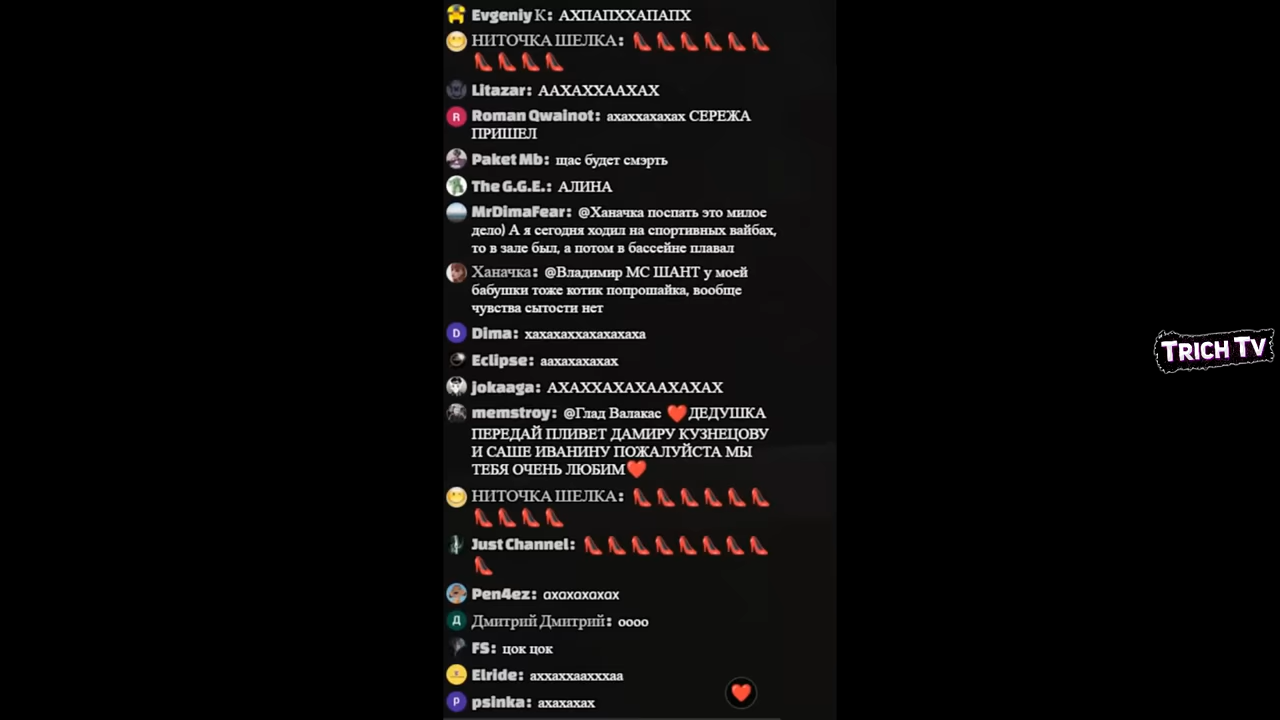 Evgeniy K: АХПАПХХАПАПХ
НИТОЧКА ШЕЛКА: 👠👠👠👠👠👠
👠👠👠👠
Litazar: ААХАХХААХАХ
Roman Qwainot: ахаххахахах СЕРЕЖА
ПРИШЕЛ
Paket Mb: щас будет смэрть
The G.G.E.: АЛИНА
MrDimaFear: @Ханачка поспать это милое
дело) А я сегодня ходил на спортивных вайбах,
то в зале был, а потом в бассейне плавал
Ханачка: @Владимир МС ШАНТ у моей
бабушки тоже котик попрошайка, вообще
чувства сытости нет
Dima: хахахаххахахахаха
Eclipse: аахахахахах
jokaaga: АХАХХАХАХААХАХАХ
memstroy: @Глад Валакас ❤️ДЕДУШКА
ПЕРЕДАЙ ПЛИВЕТ ДАМИРУ КУЗНЕЦОВУ
И САШЕ ИВАНИНУ ПОЖАЛУЙСТА МЫ
ТЕБЯ ОЧЕНЬ ЛЮБИМ❤️
НИТОЧКА ШЕЛКА: 👠👠👠👠👠👠
👠👠👠👠
Just Channel: 👠👠👠👠👠👠👠👠
👠
Pen4ez: ахахахахах
Дмитрий Дмитрий: оооо
FS: цок цок
Elride: аххаххааххха​а
psinka: ахахахах
TRICH TV